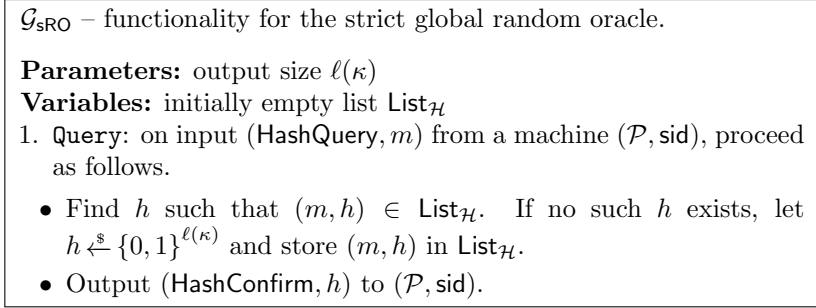 𝒢sRO – functionality for the strict global random oracle.
Parameters: output size ℓ(κ)
Variables: initially empty list Listℋ
1. Query: on input (HashQuery, m) from a machine (𝒫, sid), proceed
as follows.
• Find h such that (m, h) ∈ Listℋ. If no such h exists, let
h ←$ {0, 1}^ℓ(κ) and store (m, h) in Listℋ.
• Output (HashConfirm, h) to (𝒫, sid).